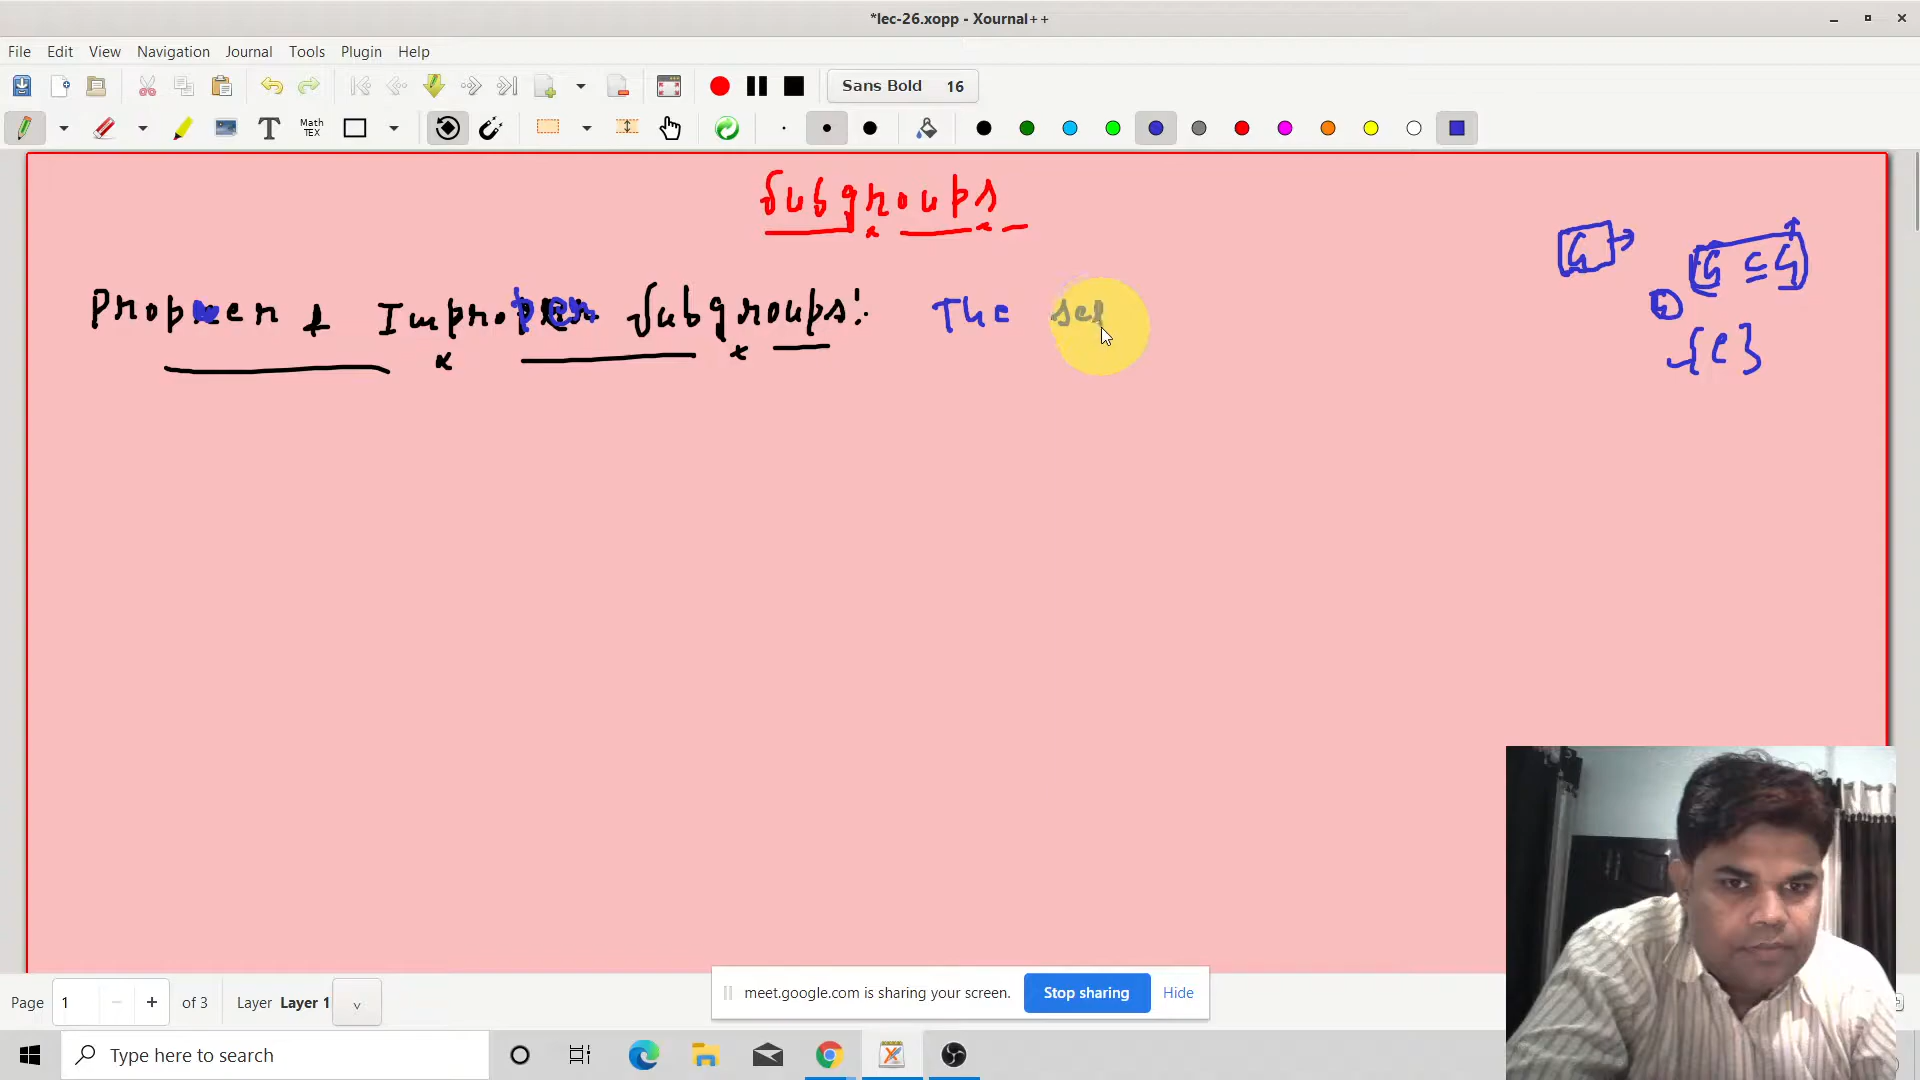 *lec-26.xopp - Xournal++
File Edit View Navigation Journal Tools Plugin Help
Sans Bold 16
T Math TEX
Subgroups
G
G ⊆ G
Proper & Improper Subgroups: The
{e}
Page 1 of 3 Layer Layer 1
meet.google.com is sharing your screen. Stop sharing Hide
Type here to search